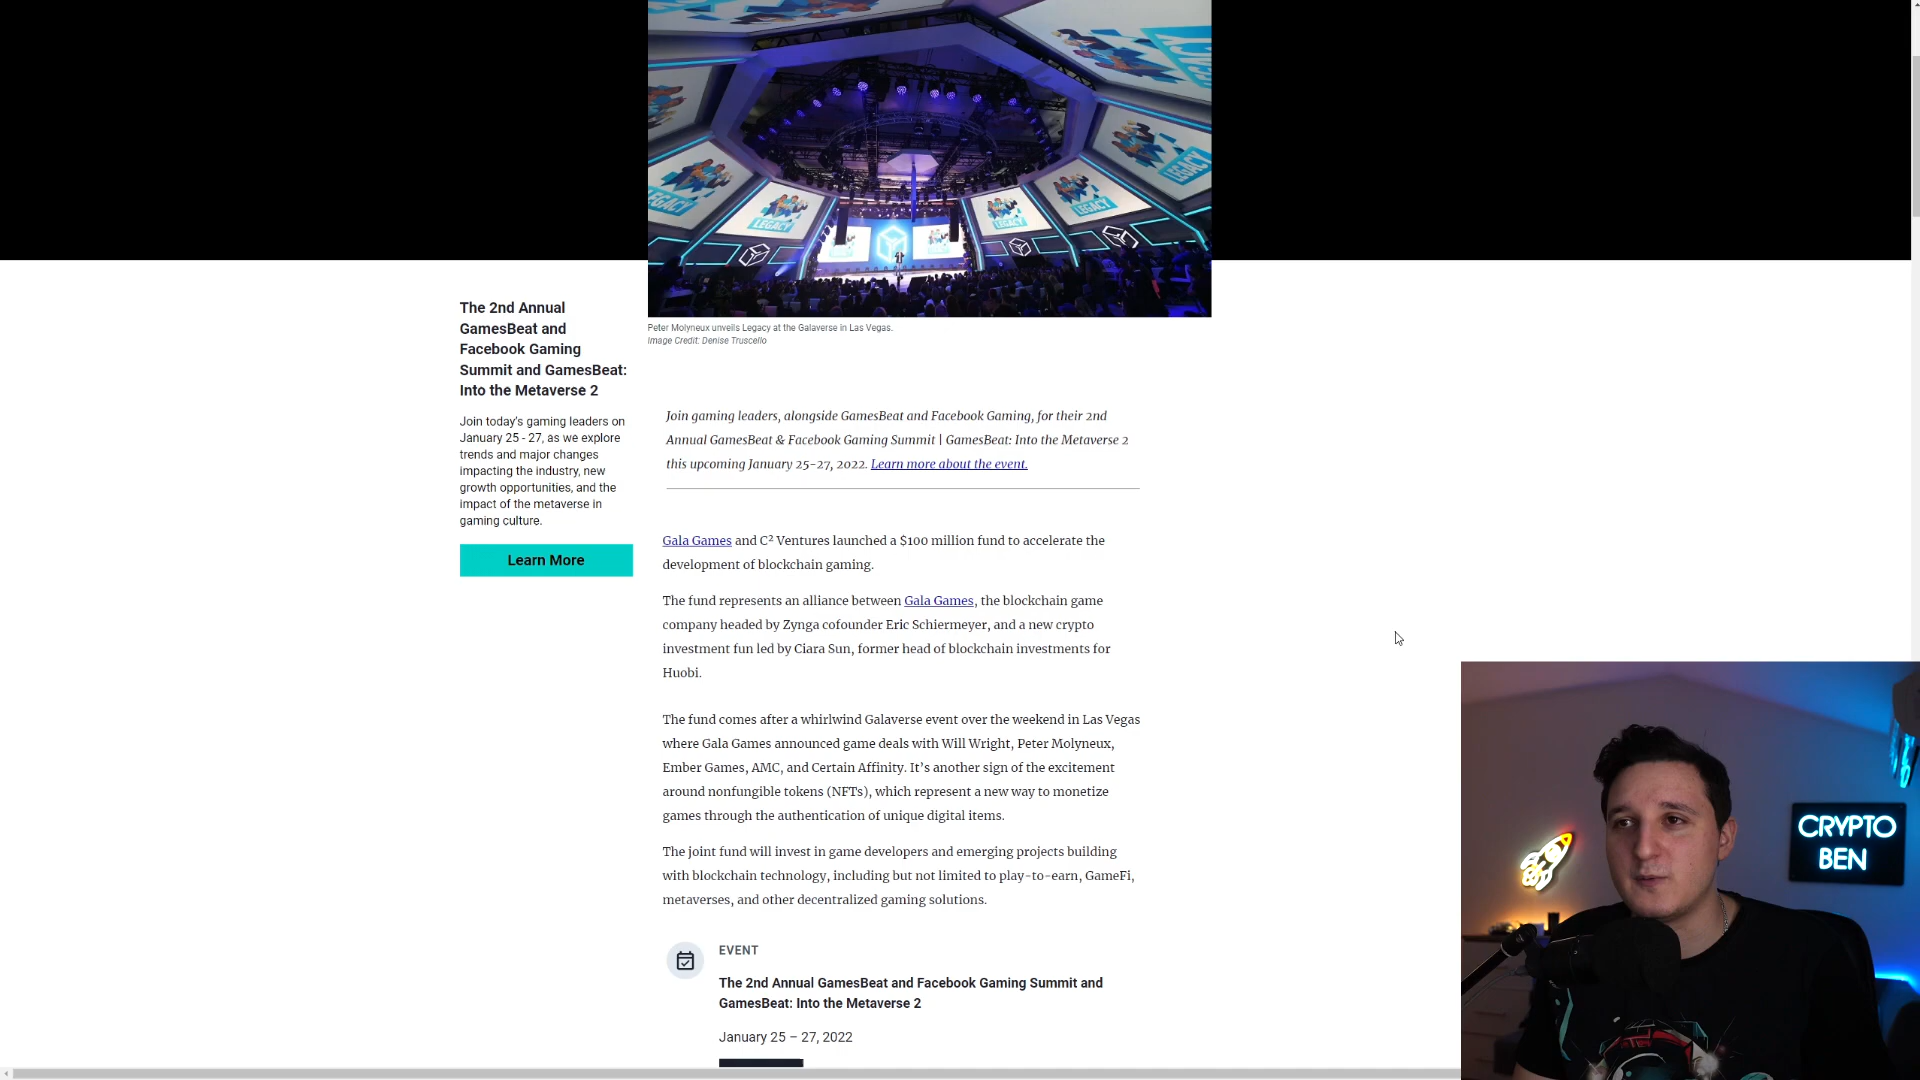 LEGACY
LEGACY
LEGACY
LEGACY
LEGACY
Peter Molyneux unveils Legacy at the Galaverse in Las Vegas.
Image Credit: Denise Truscello
The 2nd Annual
GamesBeat and
Facebook Gaming
Summit and GamesBeat:
Into the Metaverse 2
Join today's gaming leaders on
January 25 - 27, as we explore
trends and major changes
impacting the industry, new
growth opportunities, and the
impact of the metaverse in
gaming culture.
Learn More
Join gaming leaders, alongside GamesBeat and Facebook Gaming, for their 2nd
Annual GamesBeat & Facebook Gaming Summit | GamesBeat: Into the Metaverse 2
this upcoming January 25-27, 2022. Learn more about the event.
Gala Games and C² Ventures launched a $100 million fund to accelerate the
development of blockchain gaming.
The fund represents an alliance between Gala Games, the blockchain game
company headed by Zynga cofounder Eric Schiermeyer, and a new crypto
investment fun led by Ciara Sun, former head of blockchain investments for
Huobi.
The fund comes after a whirlwind Galaverse event over the weekend in Las Vegas
where Gala Games announced game deals with Will Wright, Peter Molyneux,
Ember Games, AMC, and Certain Affinity. It's another sign of the excitement
around nonfungible tokens (NFTs), which represent a new way to monetize
games through the authentication of unique digital items.
The joint fund will invest in game developers and emerging projects building
with blockchain technology, including but not limited to play-to-earn, GameFi,
metaverses, and other decentralized gaming solutions.
EVENT
The 2nd Annual GamesBeat and Facebook Gaming Summit and
GamesBeat: Into the Metaverse 2
January 25 – 27, 2022
CRYPTO
BEN